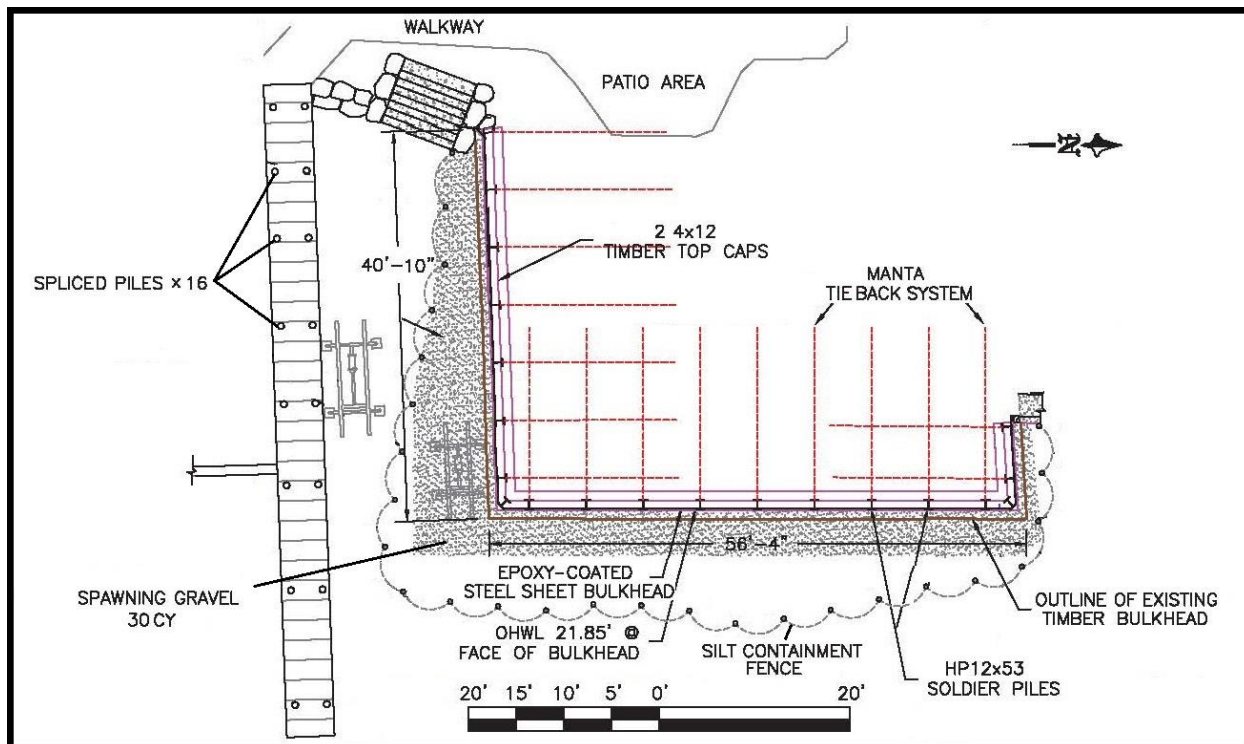 WALKWAY
PATIO AREA
N
2 4x12
TIMBER TOP CAPS
40'-10"
MANTA
TIE BACK SYSTEM
SPLICED PILES x 16
56'-4"
EPOXY-COATED
STEEL SHEET BULKHEAD
SPAWNING GRAVEL
30 CY
OUTLINE OF EXISTING
TIMBER BULKHEAD
OHWL 21.85' @
FACE OF BULKHEAD
SILT CONTAINMENT
FENCE
HP12x53
SOLDIER PILES
20' 15' 10' 5' 0' 20'